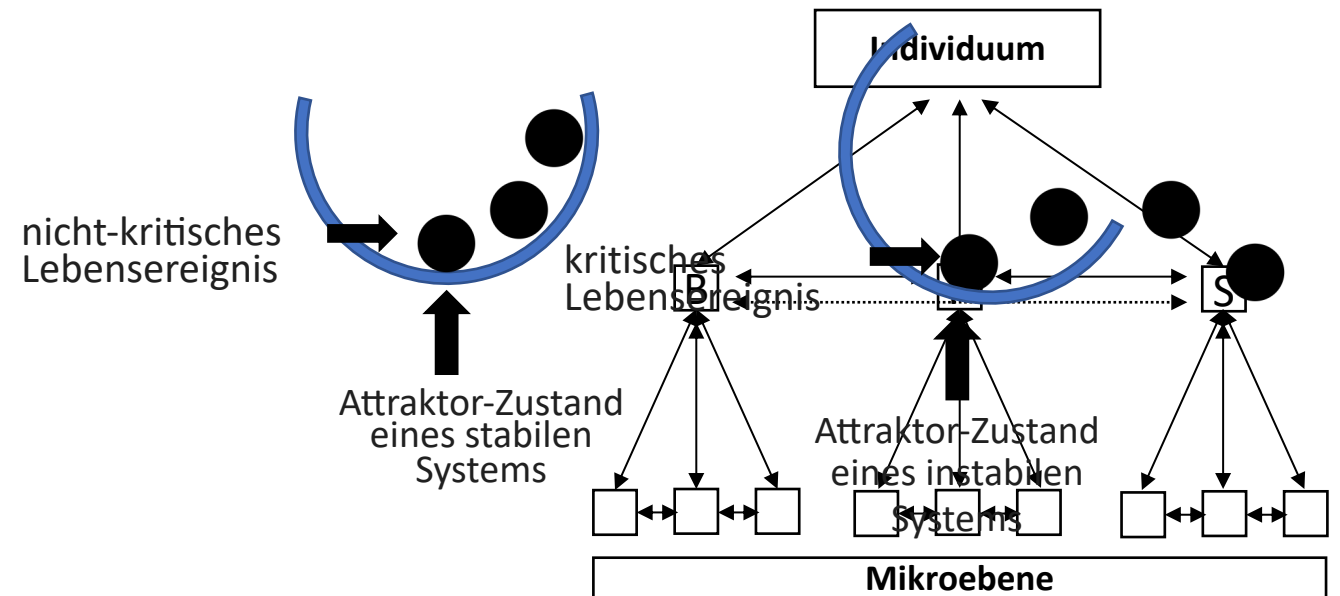 Individuum
nicht-kritisches
Lebensereignis
kritisches
Lebensereignis
B
S
Attraktor-Zustand
eines stabilen
Systems
Attraktor-Zustand
eines instabilen
Systems
Mikroebene